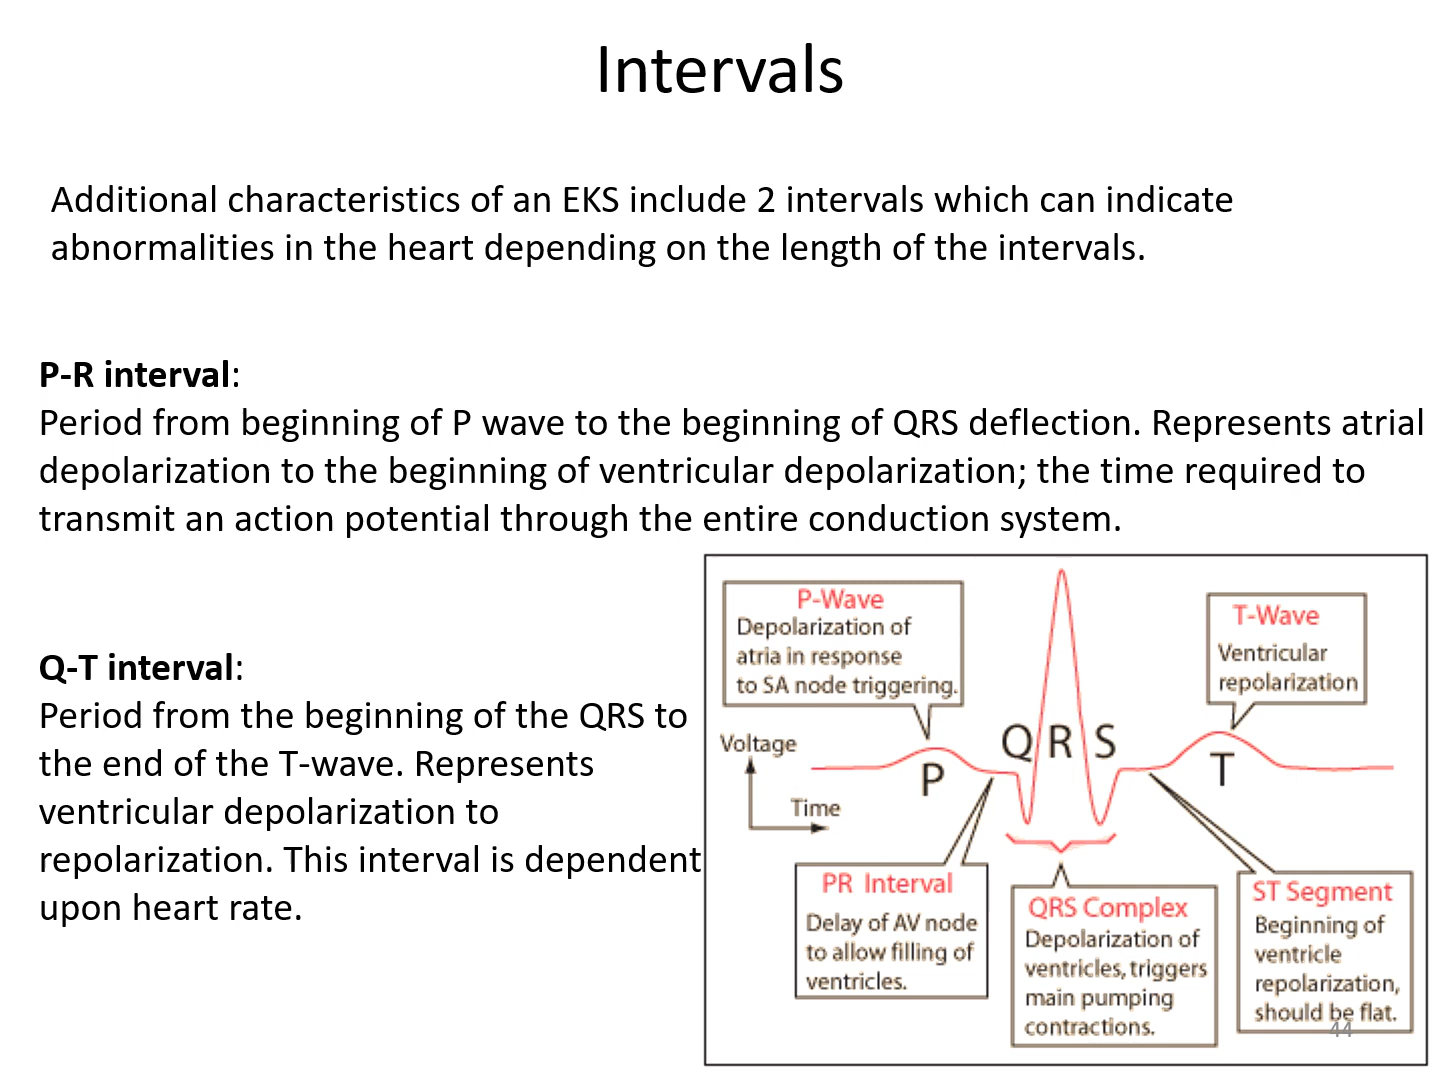 Intervals
Additional characteristics of an EKS include 2 intervals which can indicate
abnormalities in the heart depending on the length of the intervals.
P-R interval:
Period from beginning of P wave to the beginning of QRS deflection. Represents atrial
depolarization to the beginning of ventricular depolarization; the time required to
transmit an action potential through the entire conduction system.
Q-T interval:
Period from the beginning of the QRS to
the end of the T-wave. Represents
ventricular depolarization to
repolarization. This interval is dependent
upon heart rate.
P-Wave
Depolarization of
atria in response
to SA node triggering.
T-Wave
Ventricular
repolarization
Voltage
Time
P
Q R S
T
PR Interval
Delay of AV node
to allow filling of
ventricles.
QRS Complex
Depolarization of
ventricles, triggers
main pumping
contractions.
ST Segment
Beginning of
ventricle
repolarization,
should be flat.
44